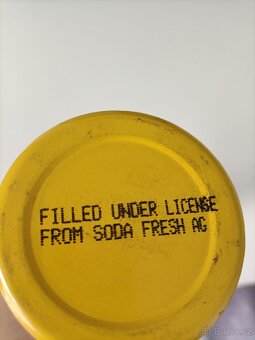 FILLED UNDER LICENSE
FROM SODA FRESH AG